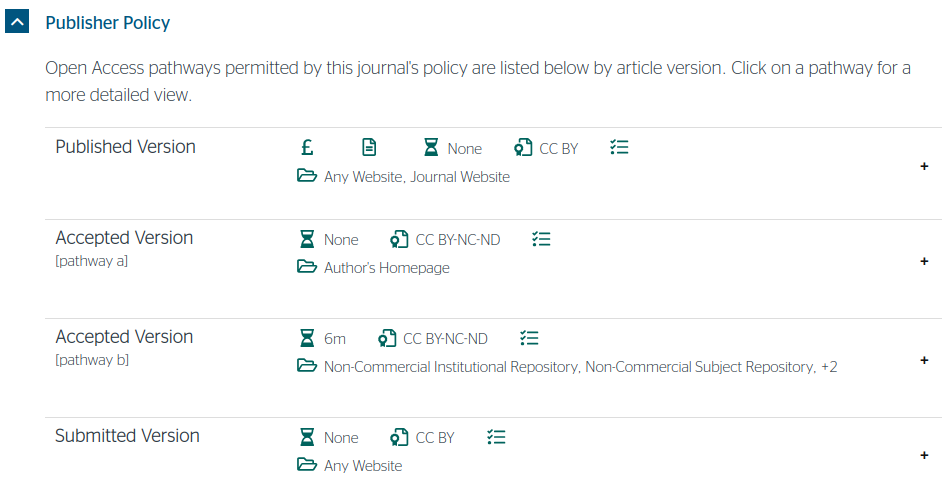 Publisher Policy
Open Access pathways permitted by this journal's policy are listed below by article version. Click on a pathway for a
more detailed view.
Published Version
£ None CC BY
Any Website, Journal Website
+
Accepted Version
[pathway a]
None CC BY-NC-ND
Author's Homepage
+
Accepted Version
[pathway b]
6m CC BY-NC-ND
Non-Commercial Institutional Repository, Non-Commercial Subject Repository, +2
+
Submitted Version
None CC BY
Any Website
+